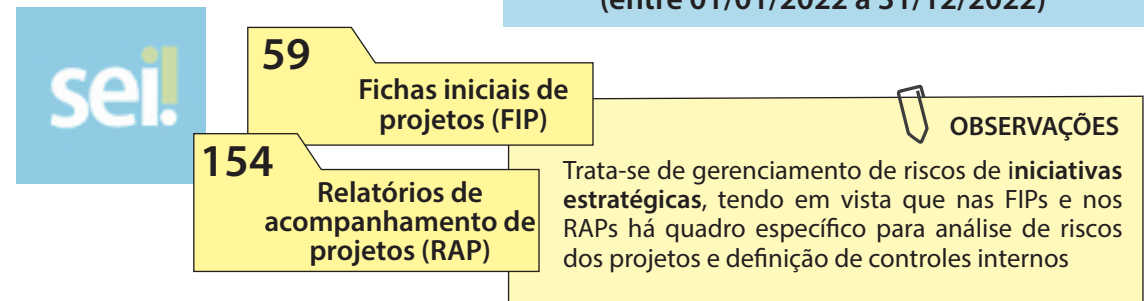 (entre 01/01/2022 a 31/12/2022)
sei!
59
Fichas iniciais de
projetos (FIP)
154
Relatórios de
acompanhamento de
projetos (RAP)
OBSERVAÇÕES
Trata-se de gerenciamento de riscos de iniciativas
estratégicas, tendo em vista que nas FIPs e nos
RAPs há quadro específico para análise de riscos
dos projetos e definição de controles internos